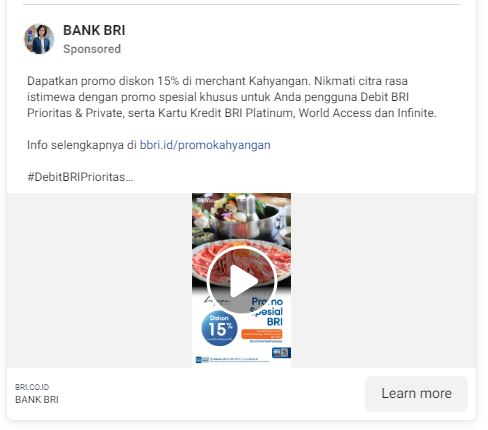 BANK BRI
Sponsored
Dapatkan promo diskon 15% di merchant Kahyangan. Nikmati citra rasa
istimewa dengan promo spesial khusus untuk Anda pengguna Debit BRI
Prioritas & Private, serta Kartu Kredit BRI Platinum, World Access dan Infinite.
Info selengkapnya di bbri.id/promokahyangan
#DebitBRIPrioritas...
Promo
Spesial
BRI
Diskon
15%
BRI.CO.ID
BANK BRI
Learn more